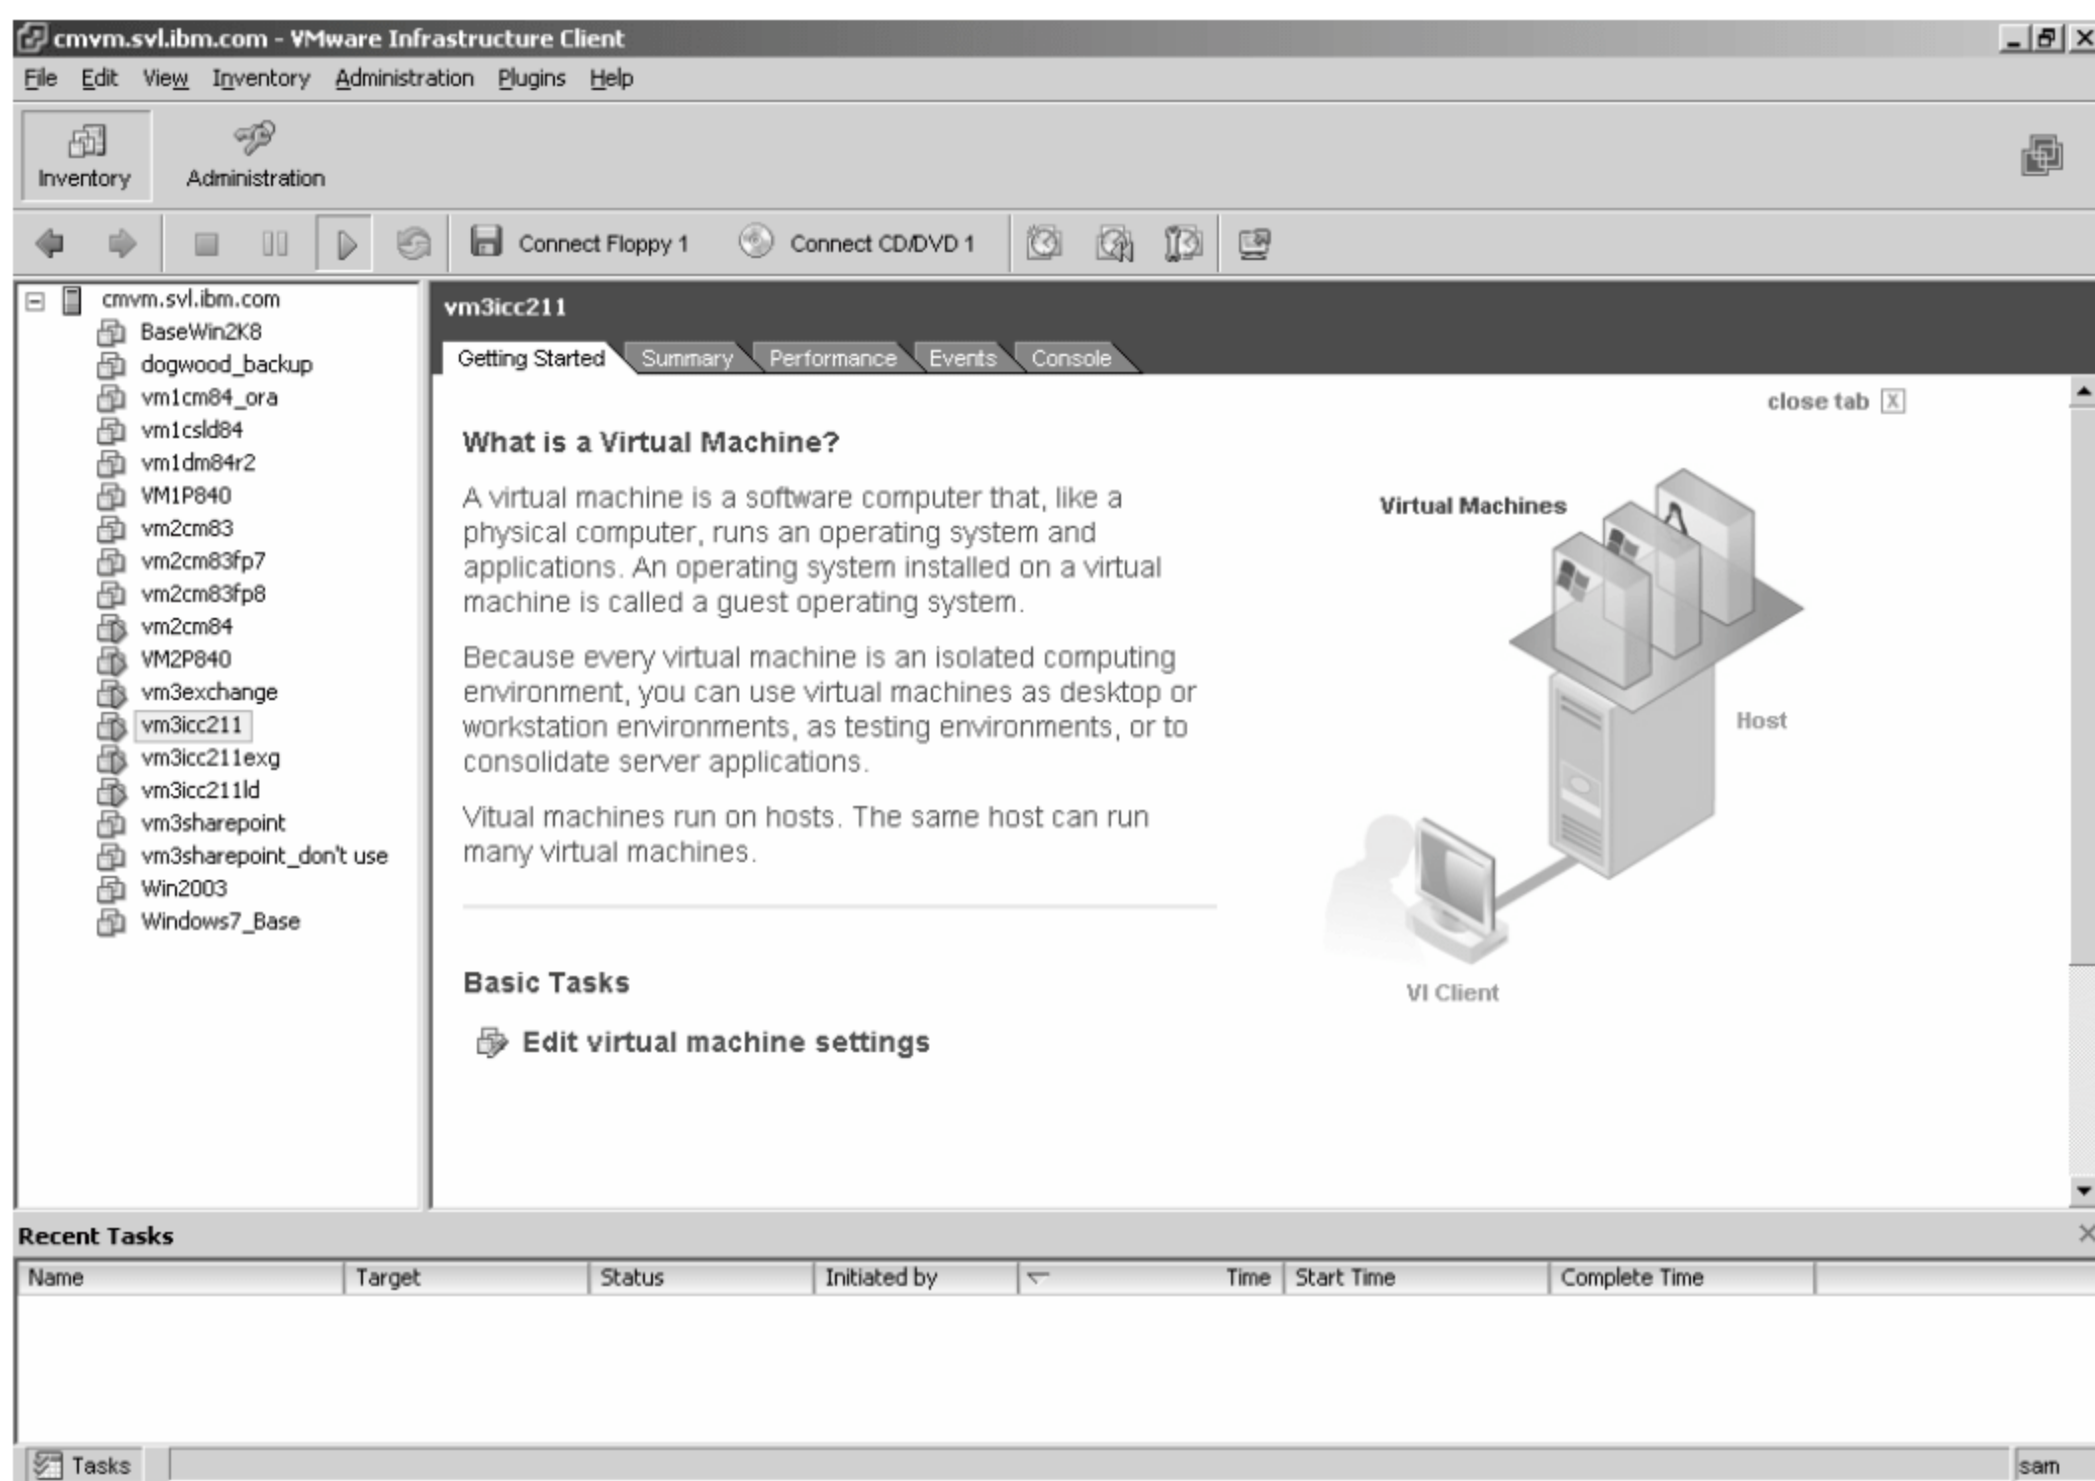 cmvm.svl.ibm.com - VMware Infrastructure Client
File Edit View Inventory Administration Plugins Help
Inventory Administration
Connect Floppy 1 Connect CD/DVD 1
cmvm.svl.ibm.com
BaseWin2K8
dogwood_backup
vm1cm84_ora
vm1csld84
vm1dm84r2
VM1P840
vm2cm83
vm2cm83fp7
vm2cm83fp8
vm2cm84
VM2P840
vm3exchange
vm3icc211
vm3icc211exg
vm3icc211ld
vm3sharepoint
vm3sharepoint_don't use
Win2003
Windows7_Base
vm3icc211
Getting Started Summary Performance Events Console
close tab X
What is a Virtual Machine?
A virtual machine is a software computer that, like a
physical computer, runs an operating system and
applications. An operating system installed on a virtual
machine is called a guest operating system.
Because every virtual machine is an isolated computing
environment, you can use virtual machines as desktop or
workstation environments, as testing environments, or to
consolidate server applications.
Vitual machines run on hosts. The same host can run
many virtual machines.
Virtual Machines
Host
VI Client
Basic Tasks
Edit virtual machine settings
Recent Tasks
Name Target Status Initiated by Time Start Time Complete Time
Tasks sam